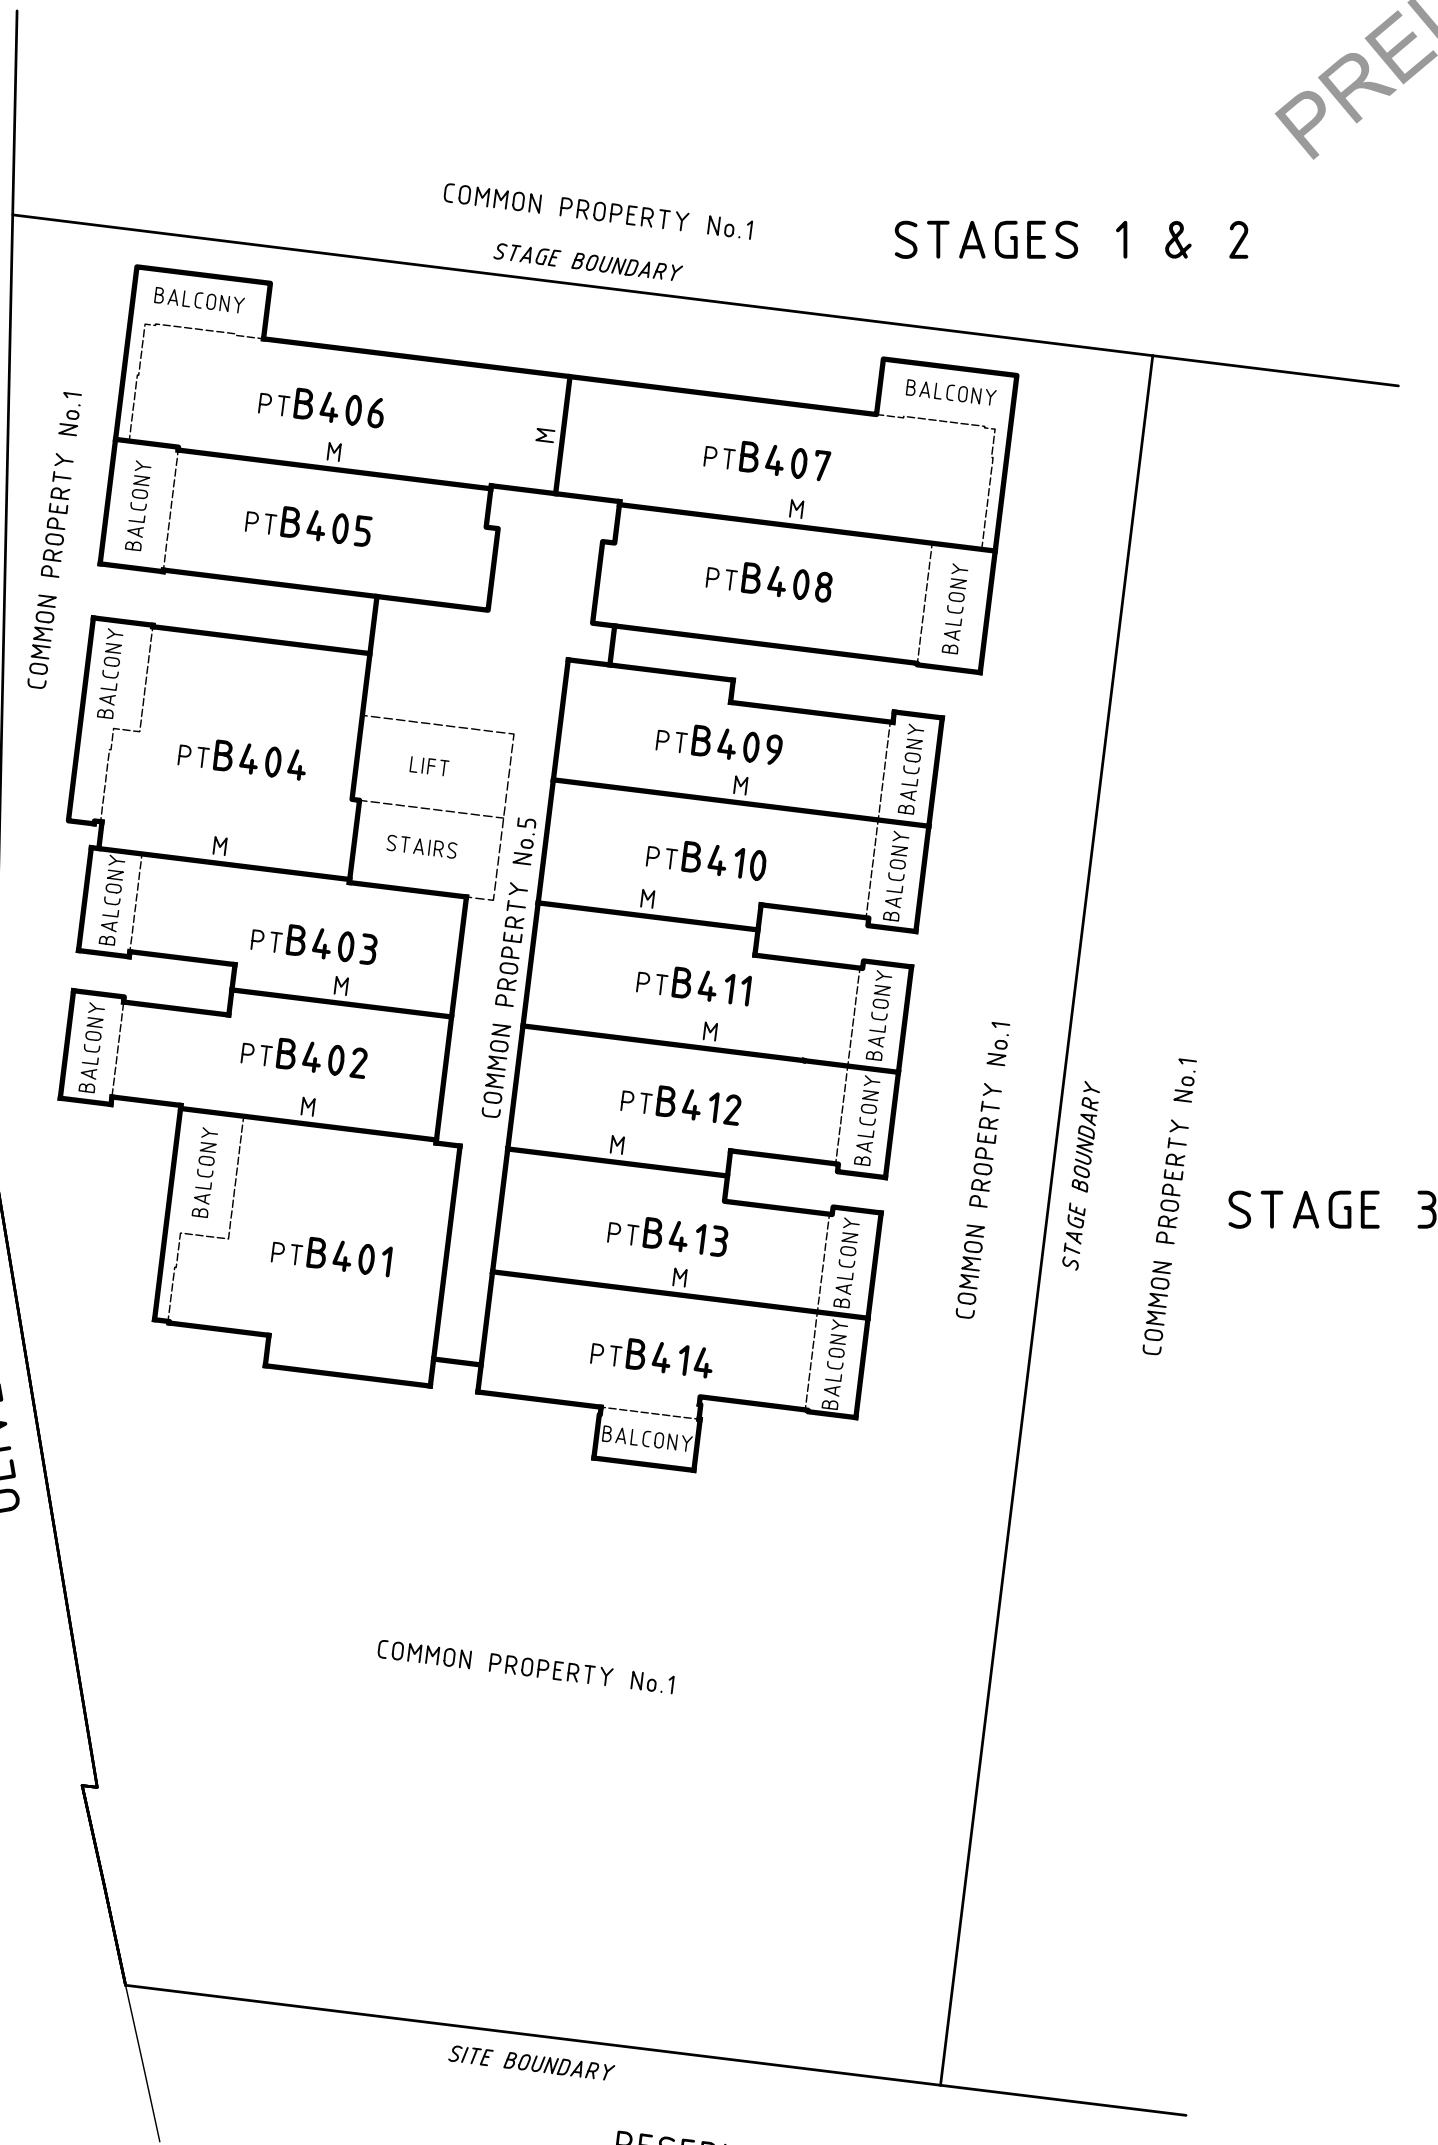 COMMON PROPERTY No.1
STAGES 1 & 2
STAGE BOUNDARY
BALCONY
BALCONY
COMMON PROPERTY No.1
PTB406
M
M
PTB407
M
BALCONY
PTB405
PTB408
BALCONY
BALCONY
PTB404
M
LIFT
STAIRS
PTB409
M
BALCONY
COMMON PROPERTY No.5
PTB410
M
BALCONY
BALCONY
PTB403
M
PTB411
M
BALCONY
BALCONY
PTB402
M
PTB412
M
BALCONY
COMMON PROPERTY No.1
STAGE BOUNDARY
COMMON PROPERTY No.1
STAGE 3
BALCONY
PTB401
PTB413
M
BALCONY
PTB414
BALCONY
BALCONY
COMMON PROPERTY No.1
SITE BOUNDARY